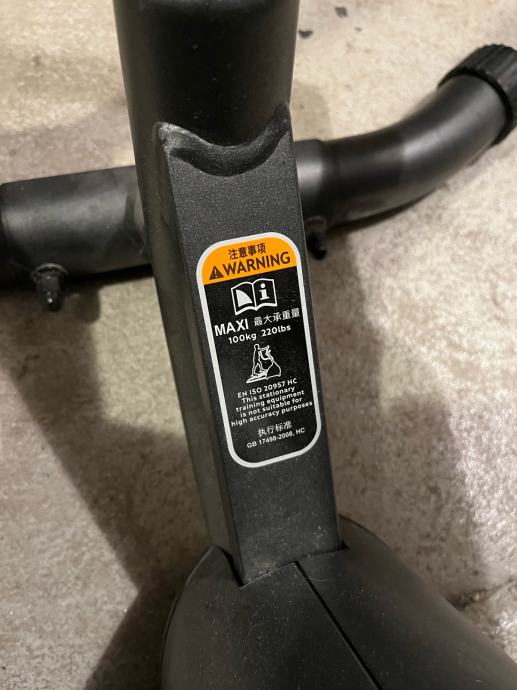 注意事项
WARNING
MAXI 最大承重量
100kg 220lbs
EN ISO 20957 HC
This stationary
training equipment
is not suitable for
high accuracy purposes
执行标准
GB 17498-2008, HC